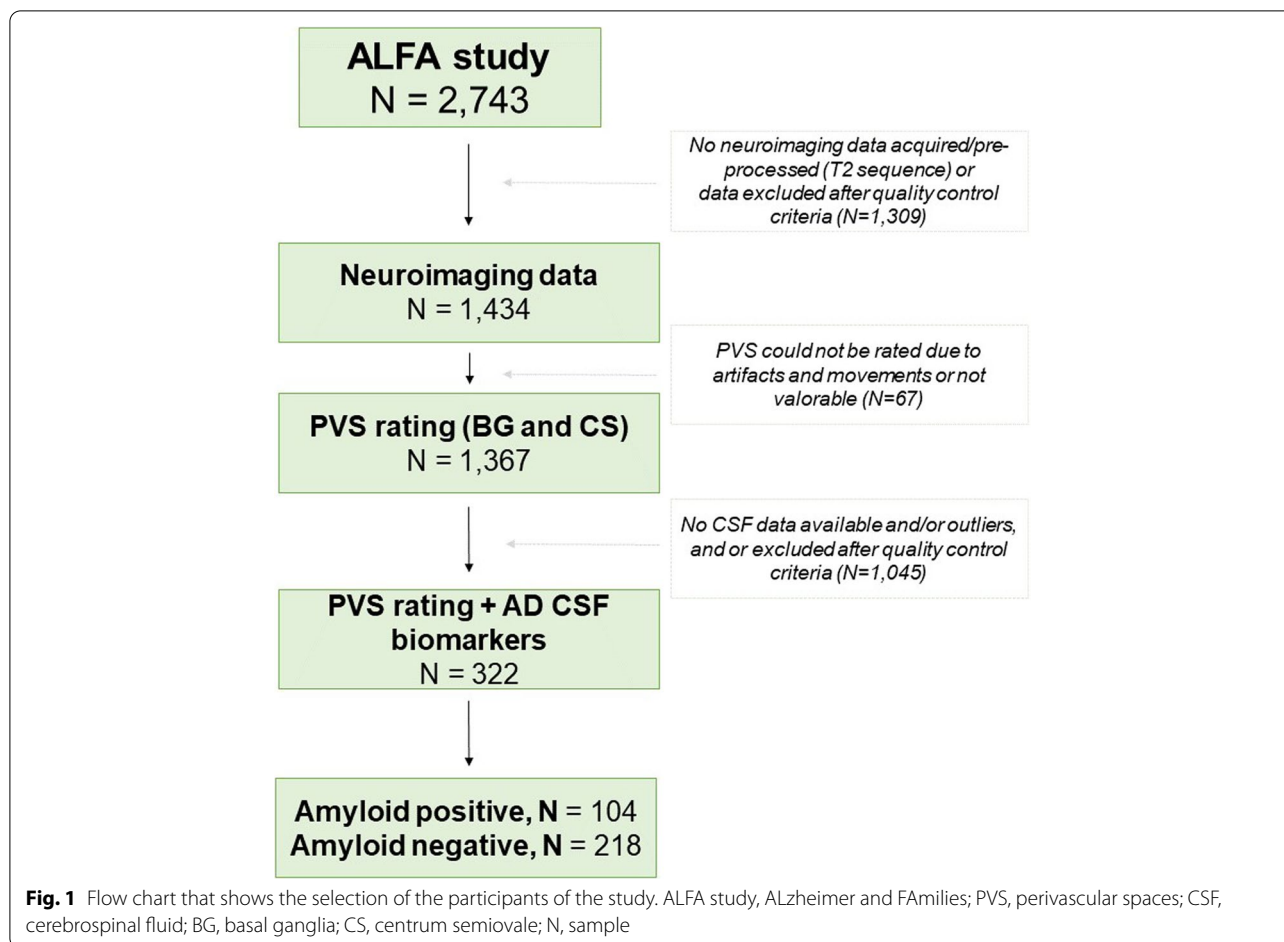 ALFA study
N = 2,743
No neuroimaging data acquired/pre-
processed (T2 sequence) or
data excluded after quality control
criteria (N=1,309)
Neuroimaging data
N = 1,434
PVS could not be rated due to
artifacts and movements or not
valorable (N=67)
PVS rating (BG and CS)
N = 1,367
No CSF data available and/or outliers,
and or excluded after quality control
criteria (N=1,045)
PVS rating + AD CSF
biomarkers
N = 322
Amyloid positive, N = 104
Amyloid negative, N = 218
Fig. 1 Flow chart that shows the selection of the participants of the study. ALFA study, ALzheimer and FAmilies; PVS, perivascular spaces; CSF,
cerebrospinal fluid; BG, basal ganglia; CS, centrum semiovale; N, sample